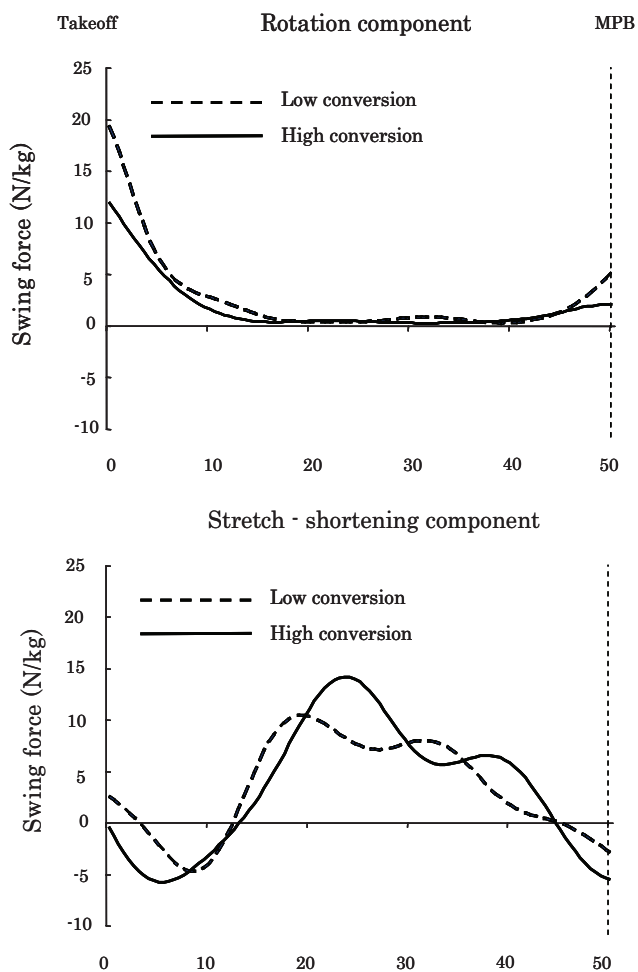 Takeoff Rotation component MPB
25
Low conversion
20
High conversion
15
10
5
0
-5
-10
Swing force (N/kg)
0 10 20 30 40 50
Stretch - shortening component
25
Low conversion
20
High conversion
15
10
5
0
-5
-10
Swing force (N/kg)
0 10 20 30 40 50